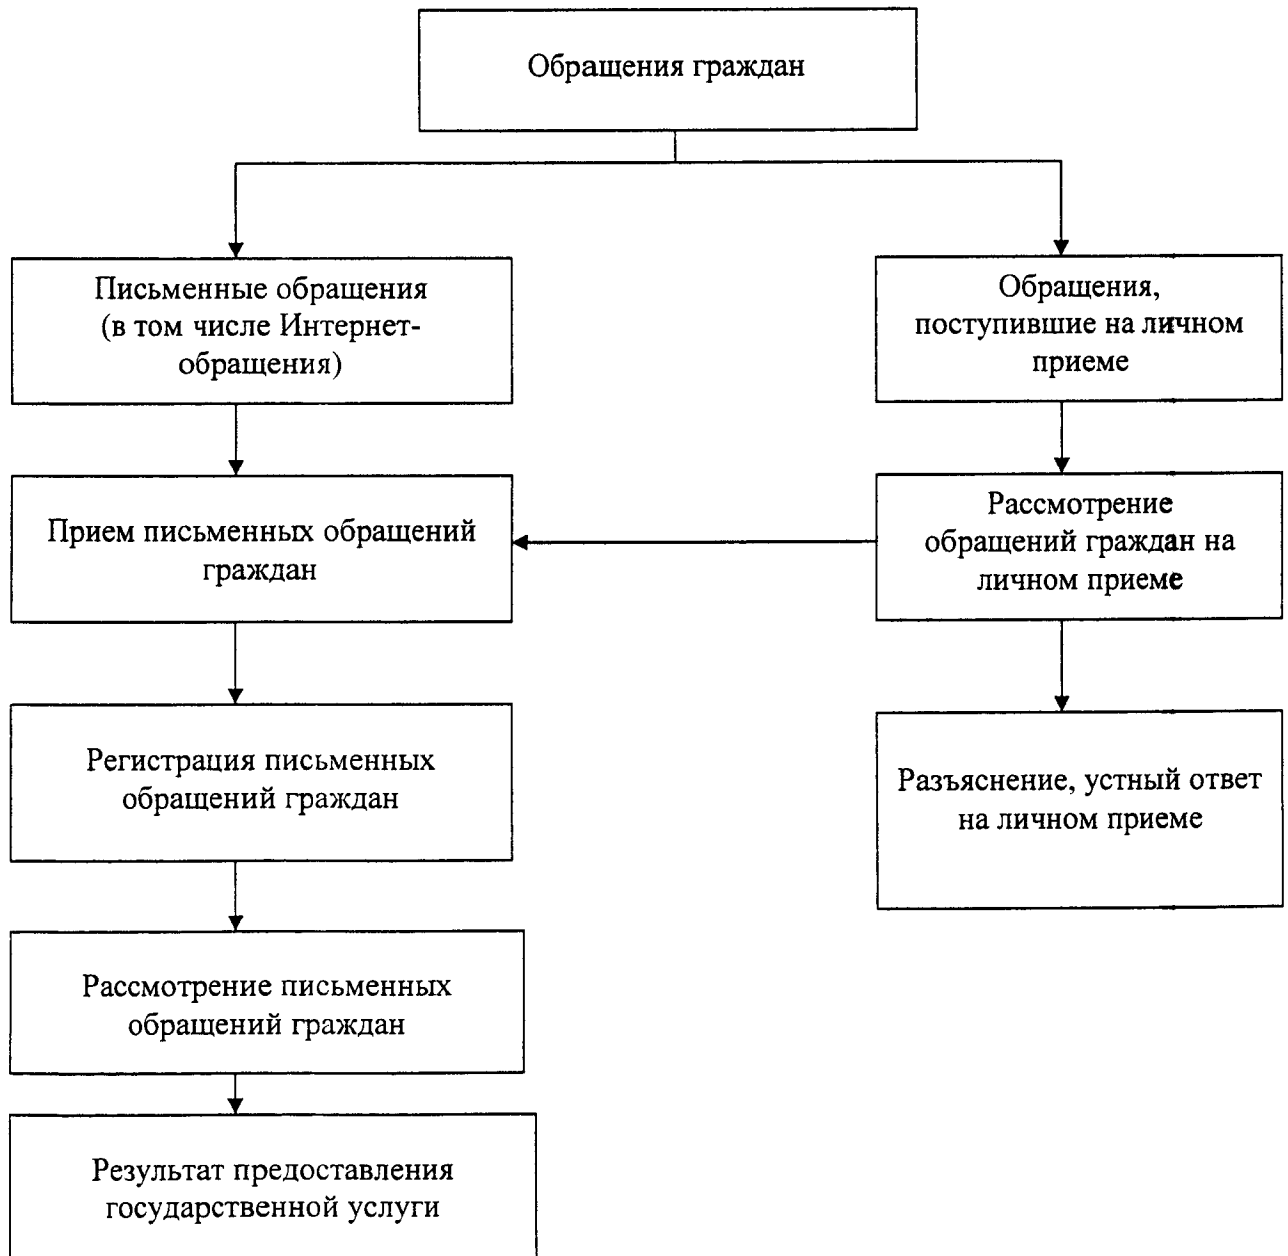 Обращения граждан
Письменные обращения
(в том числе Интернет-
обращения)
Обращения,
поступившие на личном
приеме
Прием письменных обращений
граждан
Рассмотрение
обращений граждан на
личном приеме
Регистрация письменных
обращений граждан
Разъяснение, устный ответ
на личном приеме
Рассмотрение письменных
обращений граждан
Результат предоставления
государственной услуги